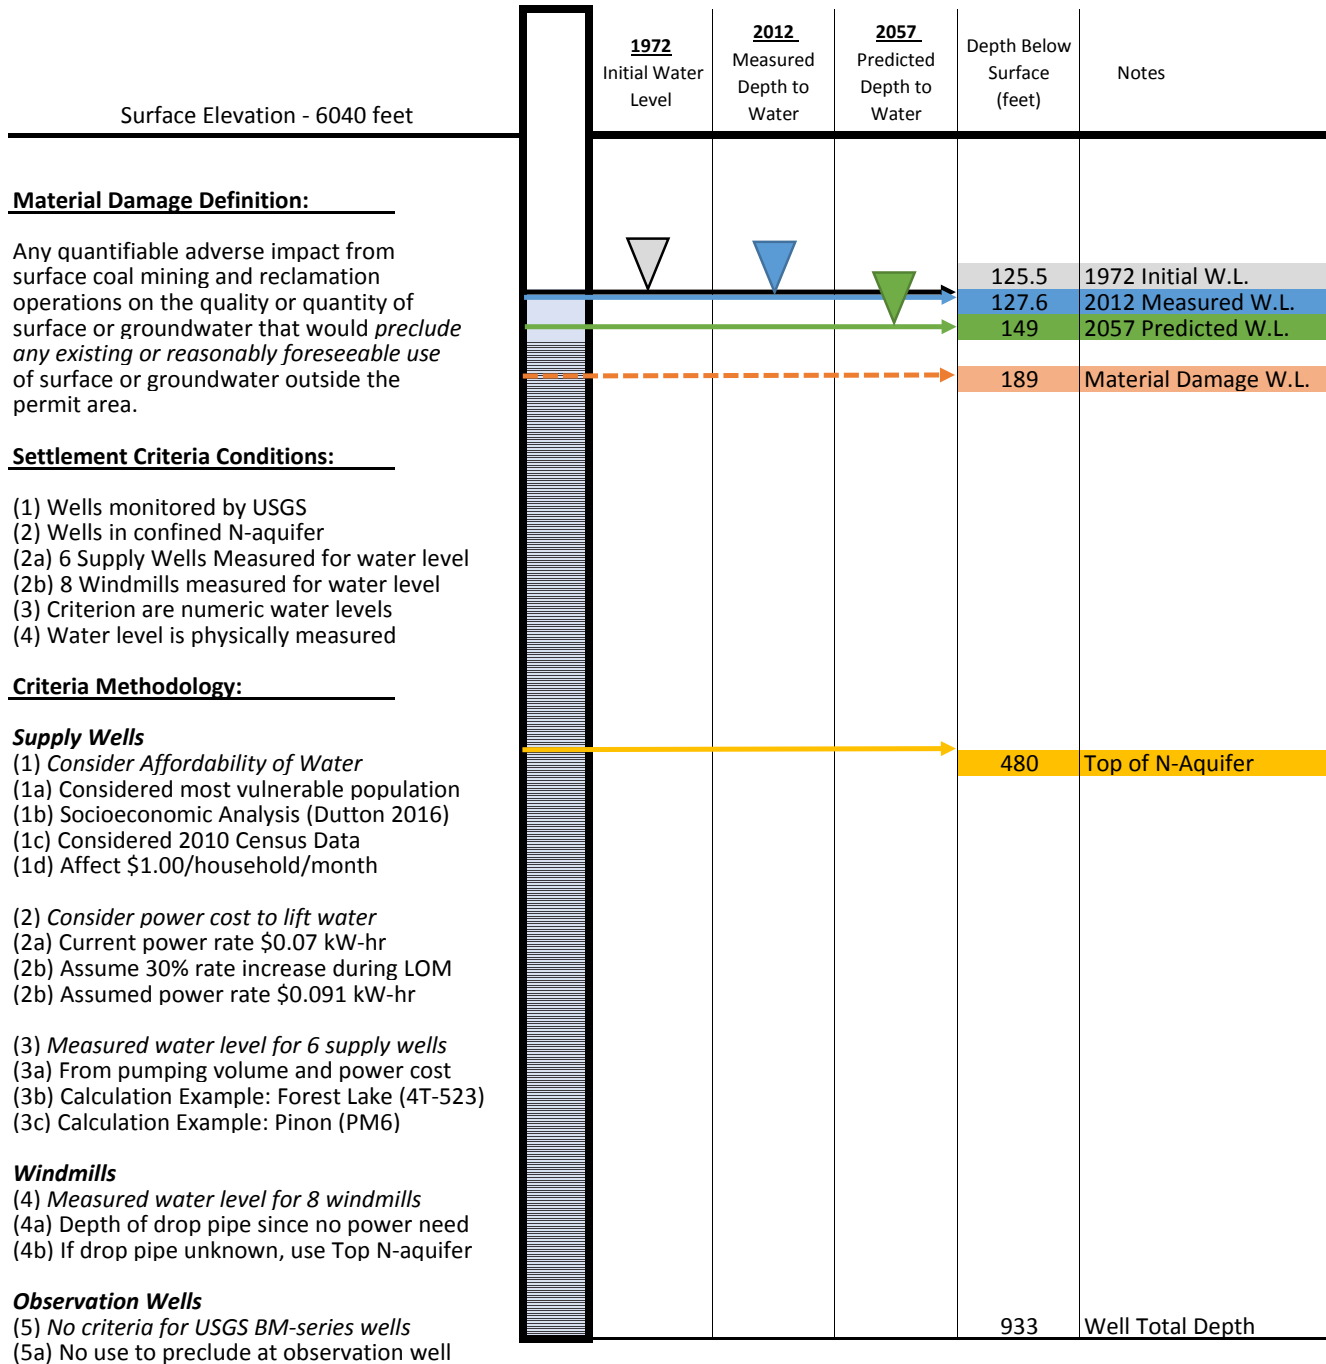 Surface Elevation - 6040 feet
1972
Initial Water
Level
2012
Measured
Depth to
Water
2057
Predicted
Depth to
Water
Depth Below
Surface
(feet)
Notes
Material Damage Definition:
Any quantifiable adverse impact from
surface coal mining and reclamation
operations on the quality or quantity of
surface or groundwater that would preclude
any existing or reasonably foreseeable use
of surface or groundwater outside the
permit area.
Settlement Criteria Conditions:
(1) Wells monitored by USGS
(2) Wells in confined N-aquifer
(2a) 6 Supply Wells Measured for water level
(2b) 8 Windmills measured for water level
(3) Criterion are numeric water levels
(4) Water level is physically measured
Criteria Methodology:
Supply Wells
(1) Consider Affordability of Water
(1a) Considered most vulnerable population
(1b) Socioeconomic Analysis (Dutton 2016)
(1c) Considered 2010 Census Data
(1d) Affect $1.00/household/month
(2) Consider power cost to lift water
(2a) Current power rate $0.07 kW-hr
(2b) Assume 30% rate increase during LOM
(2b) Assumed power rate $0.091 kW-hr
(3) Measured water level for 6 supply wells
(3a) From pumping volume and power cost
(3b) Calculation Example: Forest Lake (4T-523)
(3c) Calculation Example: Pinon (PM6)
Windmills
(4) Measured water level for 8 windmills
(4a) Depth of drop pipe since no power need
(4b) If drop pipe unknown, use Top N-aquifer
Observation Wells
(5) No criteria for USGS BM-series wells
(5a) No use to preclude at observation well
125.5 1972 Initial W.L.
127.6 2012 Measured W.L.
149 2057 Predicted W.L.
189 Material Damage W.L.
480 Top of N-Aquifer
933 Well Total Depth